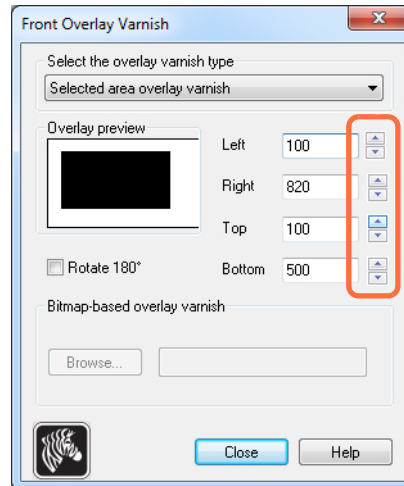 Front Overlay Varnish
Select the overlay varnish type
Selected area overlay varnish
Overlay preview
Left 100
Right 820
Top 100
Rotate 180°
Bottom 500
Bitmap-based overlay varnish
Browse...
Close Help